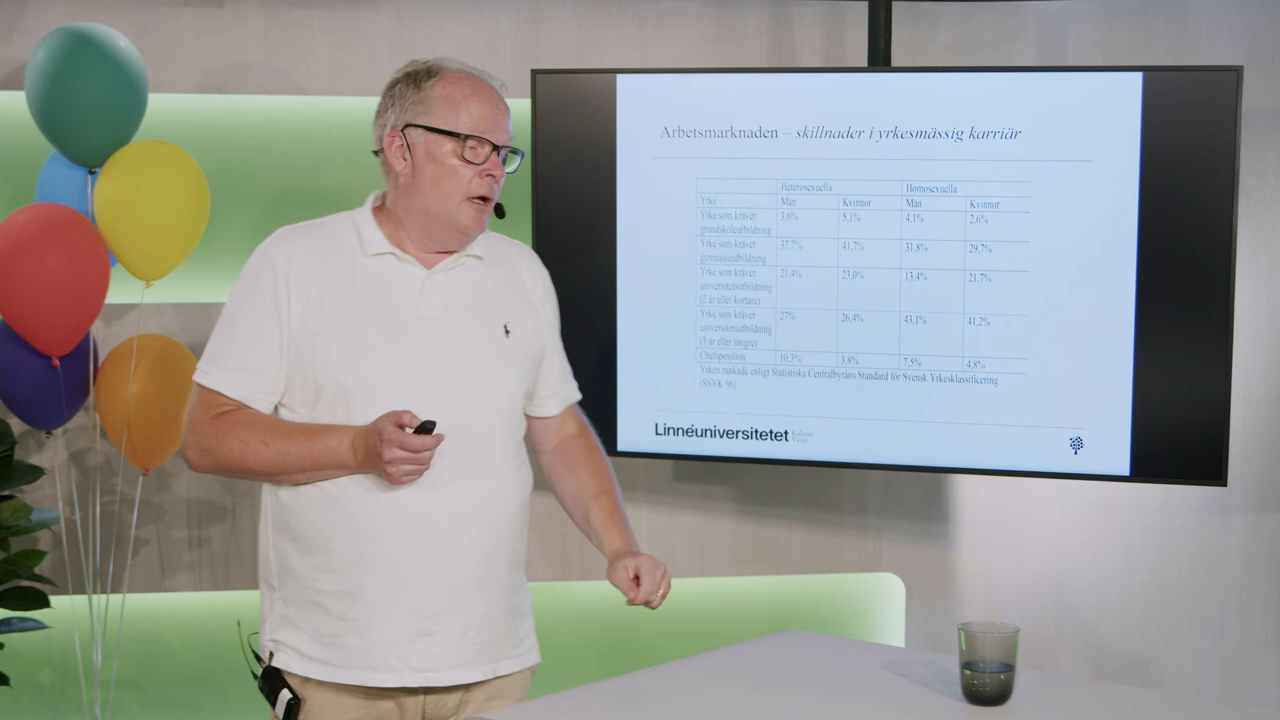 Arbetsmarknaden – skillnader i yrkesmässig karriär
Heterosexuella Homosexuella
Yrke Män Kvinnor Män Kvinnor
Yrke som kräver 3,6% 5,1% 4,1% 2,6%
grundskoleutbildning
Yrke som kräver 37,7% 41,7% 31,8% 29,7%
gymnasieutbildning
Yrke som kräver 21,4% 23,0% 13,4% 21,7%
universitetsutbildning
(2 år eller kortare)
Yrke som kräver 27% 26,4% 43,1% 41,2%
universitetsutbildning
(3 år eller längre)
Chefsposition 10,3% 3,8% 7,5% 4,8%
Yrken rankade enligt Statistiska Centralbyråns Standard för Svensk Yrkesklassificering
(SSYK 96)
Linnéuniversitetet
Kalmar
Växjö